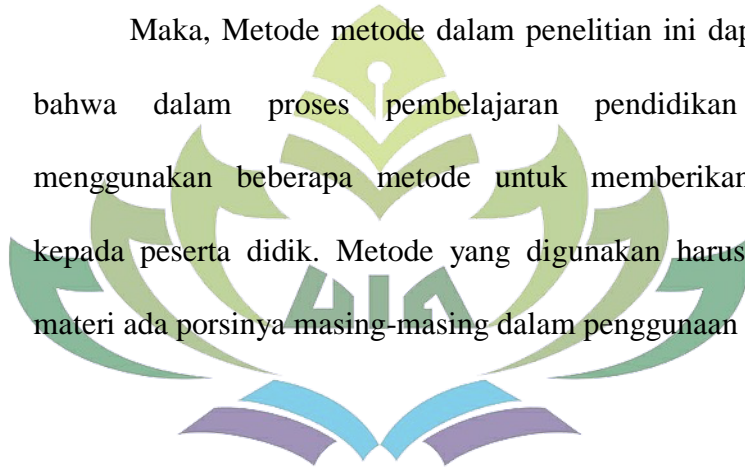 Maka, Metode metode dalam penelitian ini dap
bahwa dalam proses pembelajaran pendidikan
menggunakan beberapa metode untuk memberikan
kepada peserta didik. Metode yang digunakan harus
UIN
materi ada porsinya masing-masing dalam penggunaan